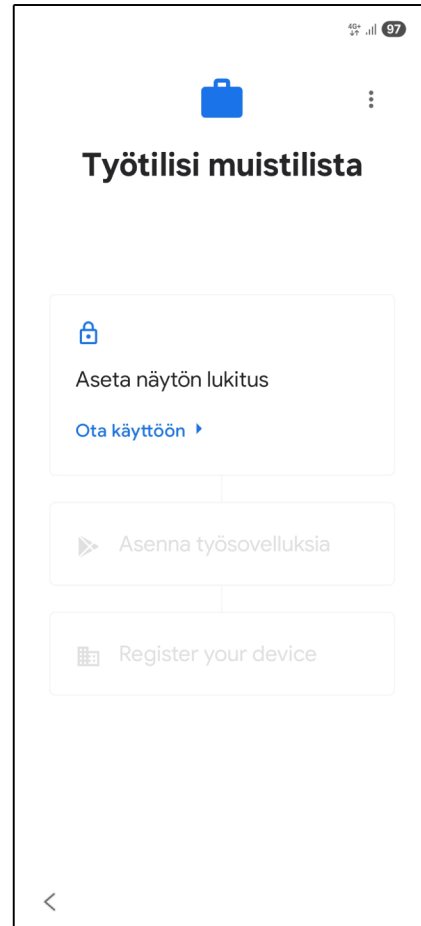 4G+ 97
Työtilisi muistilista
Aseta näytön lukitus
Ota käyttöön
Asenna työsovelluksia
Register your device